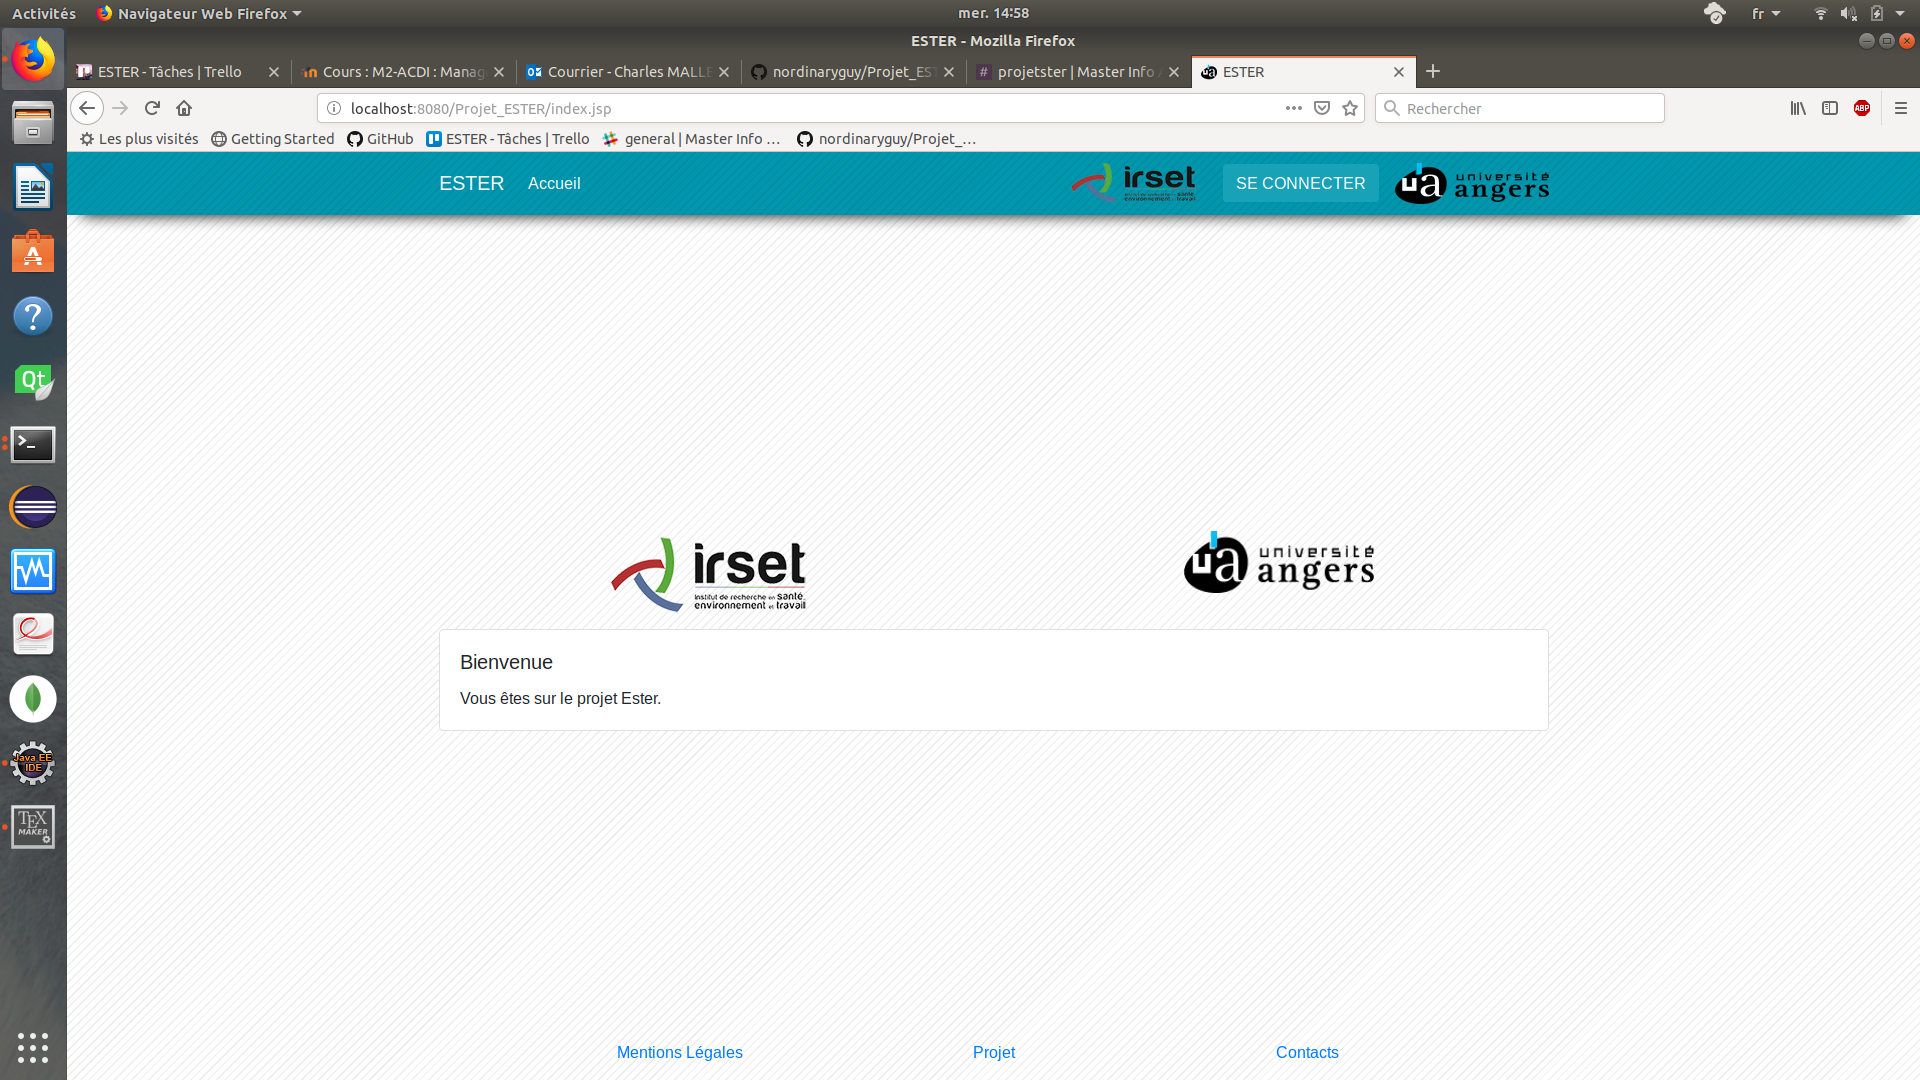 Activités
Navigateur Web Firefox
mer. 14:58
fr
ESTER - Mozilla Firefox
ESTER - Tâches | Trello
Cours : M2-ACDI : Manag
Courrier - Charles MALLE
nordinaryguy/Projet_EST
projetster | Master Info A
ESTER
localhost:8080/Projet_ESTER/index.jsp
Rechercher
ABP
Les plus visités
Getting Started
GitHub
ESTER - Tâches | Trello
general | Master Info …
nordinaryguy/Projet_…
ESTER
Accueil
irset
SE CONNECTER
ua université angers
Qt
Java EE
IDE
TEX
MAKER
irset
Institut de recherche en santé,
environnement et travail
ua université
angers
Bienvenue
Vous êtes sur le projet Ester.
Mentions Légales
Projet
Contacts